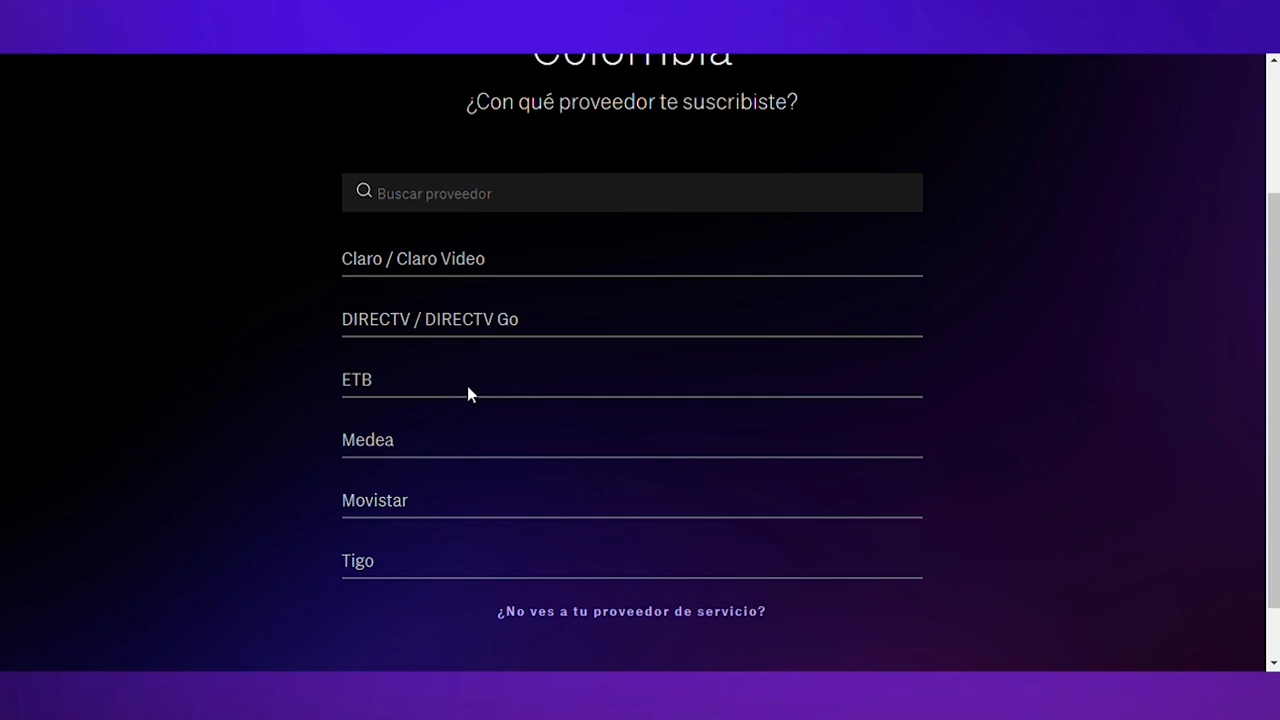 Colombia
¿Con qué proveedor te suscribiste?
Buscar proveedor
Claro / Claro Video
DIRECTV / DIRECTV Go
ETB
Medea
Movistar
Tigo
¿No ves a tu proveedor de servicio?